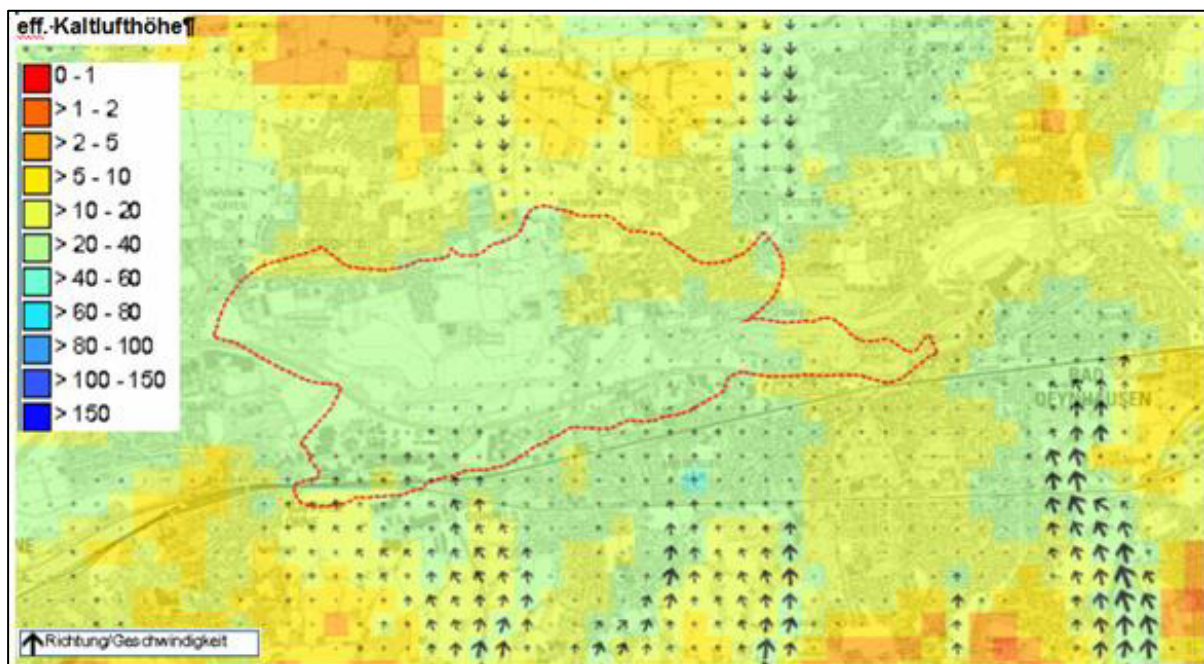 eff.·Kaltlufthöhe¶
0 - 1
> 1 - 2
> 2 - 5
> 5 - 10
> 10 - 20
> 20 - 40
> 40 - 60
> 60 - 80
> 80 - 100
> 100 - 150
> 150
BAD
OEYNHAUSEN
Richtung/Geschwindigkeit